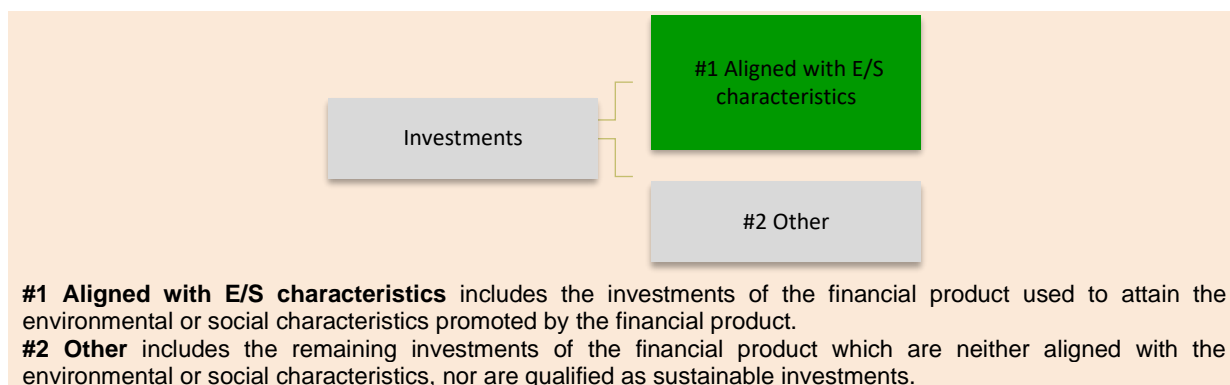 #1 Aligned with E/S
characteristics
Investments
#2 Other
#1 Aligned with E/S characteristics includes the investments of the financial product used to attain the
environmental or social characteristics promoted by the financial product.
#2 Other includes the remaining investments of the financial product which are neither aligned with the
environmental or social characteristics, nor are qualified as sustainable investments.